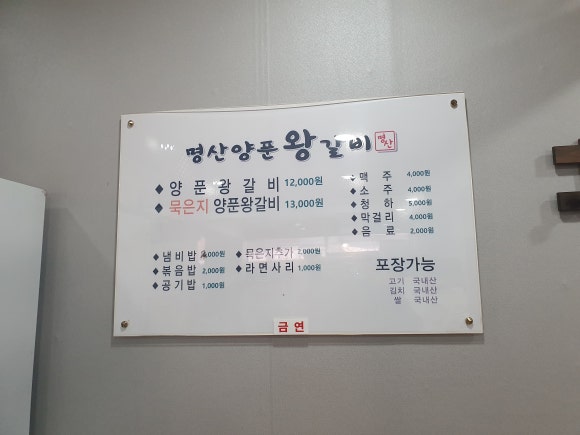 명산양푼왕갈비 명산
◆ 양푼왕갈비 12,000원
◆ 묵은지 양푼왕갈비 13,000원
◆ 맥주 4,000원
◆ 소주 4,000원
◆ 청하 5,000원
◆ 막걸리 4,000원
◆ 음료 2,000원
◆ 냄비밥 ,000원
◆ 볶음밥 2,000원
◆ 공기밥 1,000원
◆ 묵은지추가 2,000원
◆ 라면사리 1,000원
포장가능
고기 국내산
김치 국내산
쌀 국내산
금연